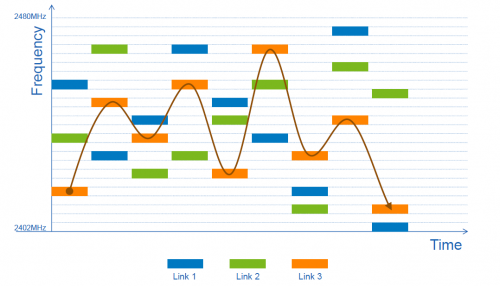 2480MHz
Frequency
2402MHz
Time
Link 1
Link 2
Link 3